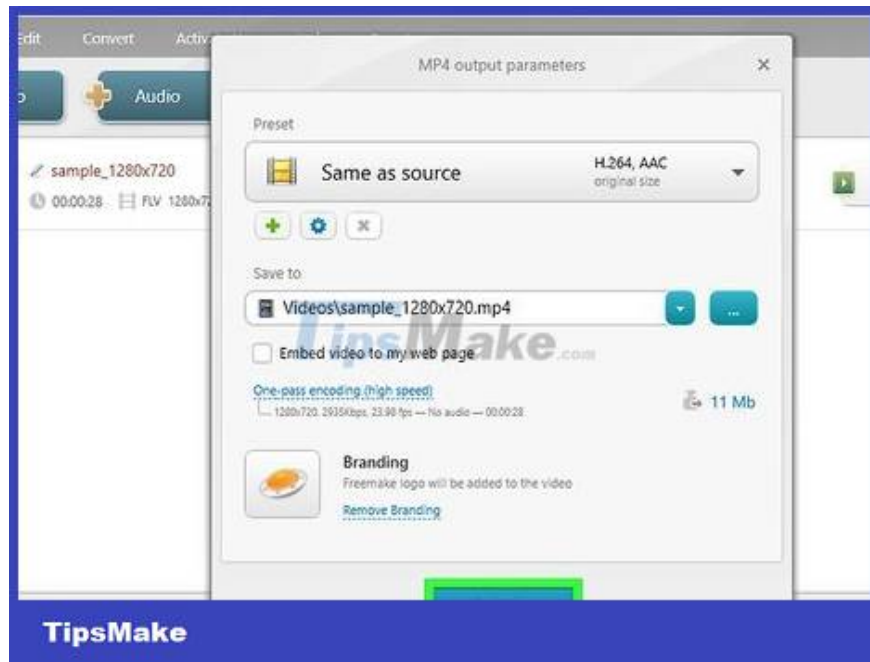 Edit Convert
MP4 output parameters
Audio
Preset
Same as source
H.264, AAC
original size
sample_1280x720
00:00:28 FLV
Save to
Videos\sample_1280x720.mp4
...
TipsMake.com
Embed video to my web page
One-pass encoding (high speed)
1280x720, 2935Kbps, 23.98 fps — No audio — 00:00:28
11 Mb
Branding
Freemake logo will be added to the video
Remove Branding
TipsMake